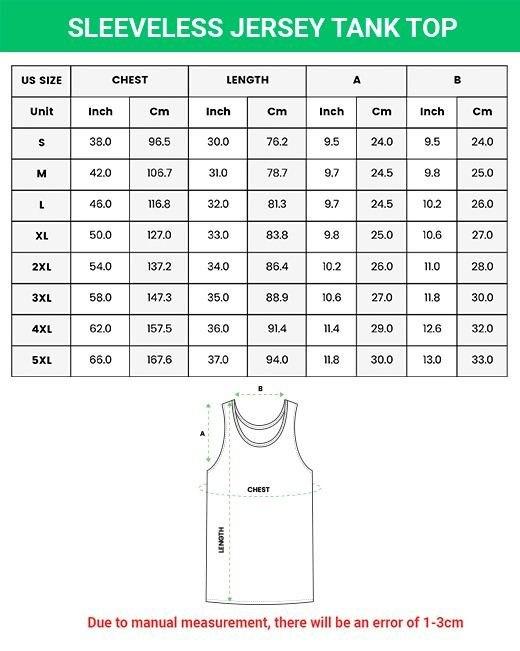 SLEEVELESS JERSEY TANK TOP
US SIZE CHEST LENGTH A B
Unit Inch Cm Inch Cm Inch Cm Inch Cm
S 38.0 96.5 30.0 76.2 9.5 24.0 9.5 24.0
M 42.0 106.7 31.0 78.7 9.7 24.5 9.8 25.0
L 46.0 116.8 32.0 81.3 9.7 24.5 10.2 26.0
XL 50.0 127.0 33.0 83.8 9.8 25.0 10.6 27.0
2XL 54.0 137.2 34.0 86.4 10.2 26.0 11.0 28.0
3XL 58.0 147.3 35.0 88.9 10.6 27.0 11.8 30.0
4XL 62.0 157.5 36.0 91.4 11.4 29.0 12.6 32.0
5XL 66.0 167.6 37.0 94.0 11.8 30.0 13.0 33.0
B
A
CHEST
LENGTH
Due to manual measurement, there will be an error of 1-3cm